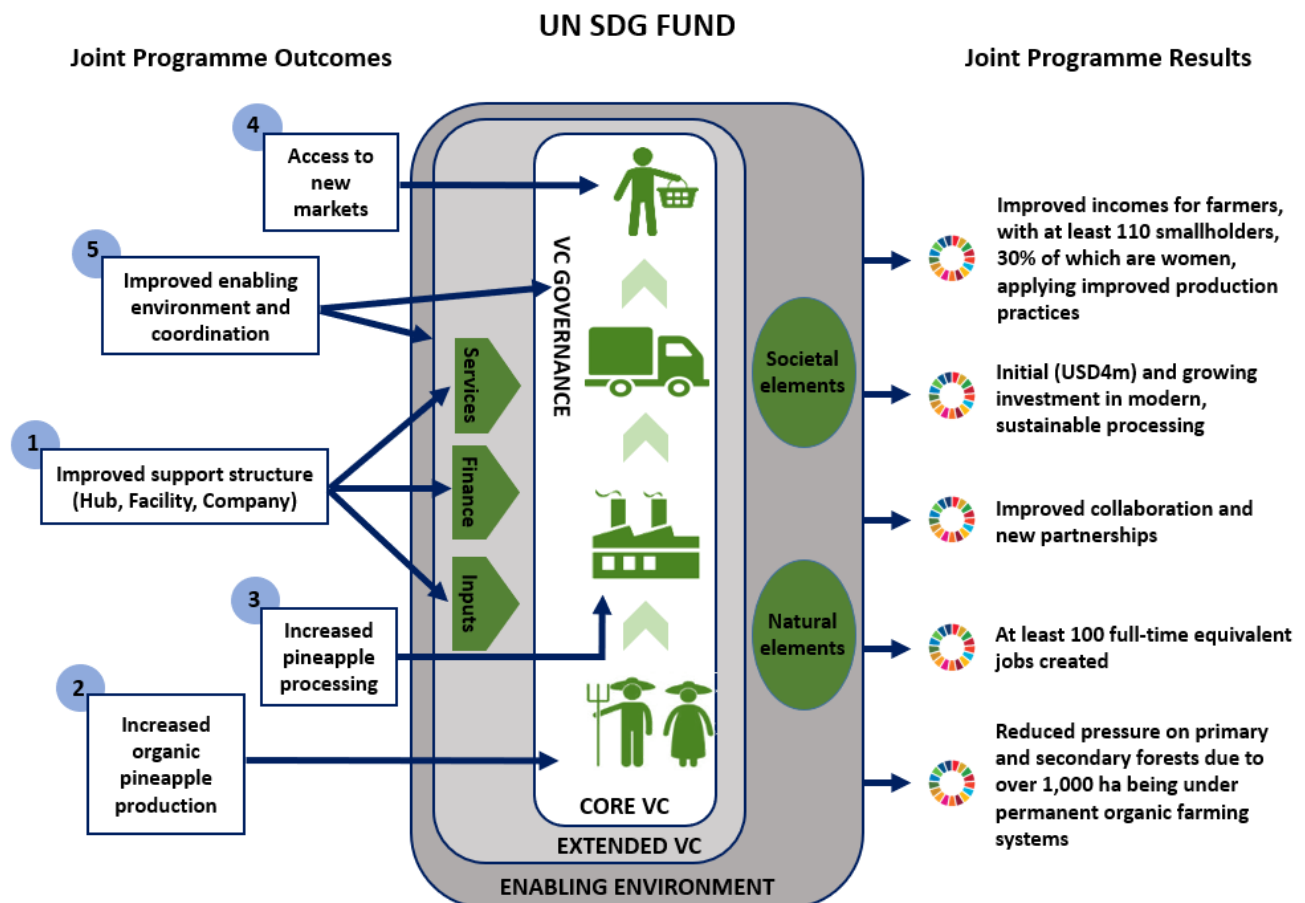 UN SDG FUND
Joint Programme Outcomes
Joint Programme Results
4
Access to
new
markets
5
Improved enabling
environment and
coordination
1
Improved support structure
(Hub, Facility, Company)
3
Increased
pineapple
processing
2
Increased
organic
pineapple
production
Services
Finance
Inputs
VC GOVERNANCE
CORE VC
EXTENDED VC
ENABLING ENVIRONMENT
Societal
elements
Natural
elements
Improved incomes for farmers,
with at least 110 smallholders,
30% of which are women,
applying improved production
practices
Initial (USD4m) and growing
investment in modern,
sustainable processing
Improved collaboration and
new partnerships
At least 100 full-time equivalent
jobs created
Reduced pressure on primary
and secondary forests due to
over 1,000 ha being under
permanent organic farming
systems